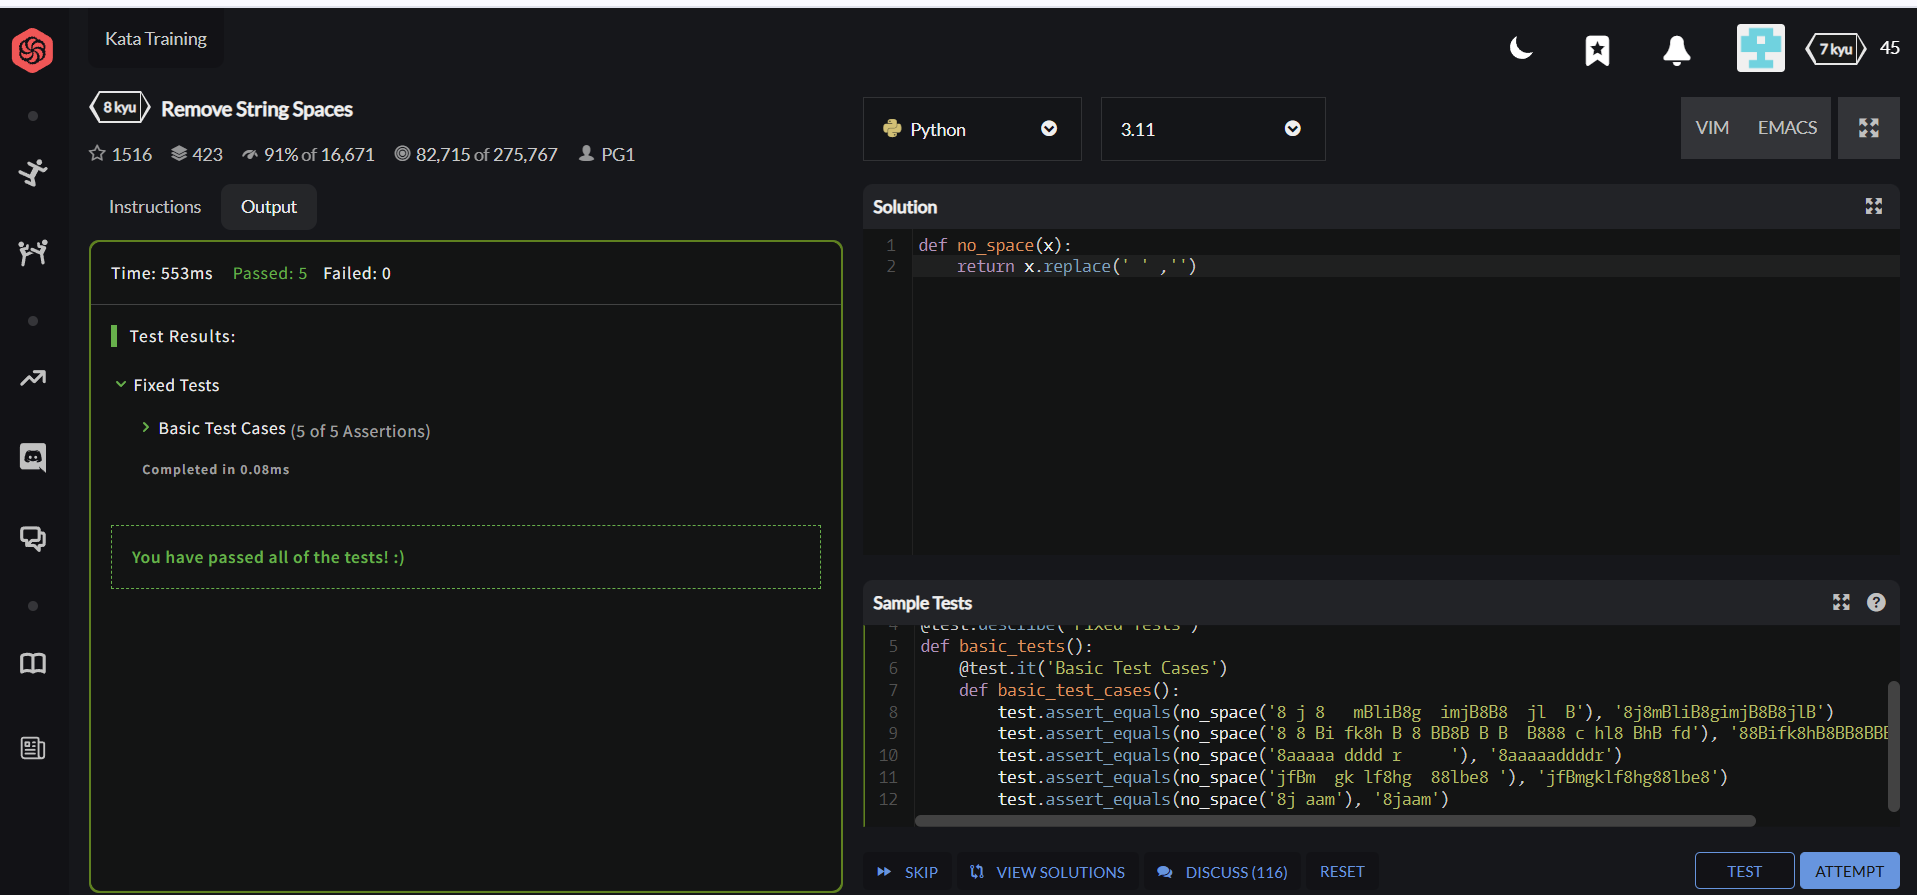 Kata Training
7 kyu 45
8 kyu Remove String Spaces
1516 423 91% of 16,671 82,715 of 275,767 PG1
Python 3.11 VIM EMACS
Instructions Output
Time: 553ms Passed: 5 Failed: 0
Test Results:
Fixed Tests
Basic Test Cases (5 of 5 Assertions)
Completed in 0.08ms
You have passed all of the tests! :)
Solution
1 def no_space(x):
2     return x.replace(' ' ,'')
Sample Tests
4 @test.describe('Fixed Tests')
5 def basic_tests():
6     @test.it('Basic Test Cases')
7     def basic_test_cases():
8         test.assert_equals(no_space('8 j 8   mBliB8g  imjB8B8  jl  B'), '8j8mBliB8gimjB8B8jlB')
9         test.assert_equals(no_space('8 8 Bi fk8h B 8 BB8B B B  B888 c hl8 BhB fd'), '88Bifk8hB8BB8BBB
10         test.assert_equals(no_space('8aaaaa dddd r     '), '8aaaaaddddr')
11         test.assert_equals(no_space('jfBm  gk lf8hg  88lbe8 '), 'jfBmgklf8hg88lbe8')
12         test.assert_equals(no_space('8j aam'), '8jaam')
SKIP VIEW SOLUTIONS DISCUSS (116) RESET TEST ATTEMPT